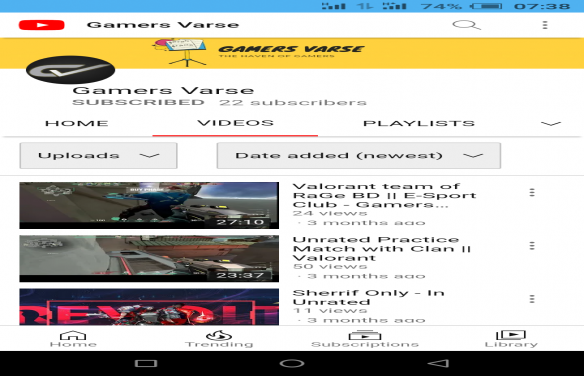 74% 07:38
Gamers Varse
GAMERS VARSE
THE HAVEN OF GAMERS
Gamers Varse
SUBSCRIBED 22 subscribers
HOME VIDEOS PLAYLISTS
Uploads Date added (newest)
BUY PHASE
27:10
Valorant team of
RaGe BD || E-Sport
Club - Gamers...
24 views
· 3 months ago
23:37
Unrated Practice
Match with Clan ||
Valorant
50 views
· 3 months ago
Sherrif Only - In
Unrated
11 views
· 3 months ago
Home Trending Subscriptions Library